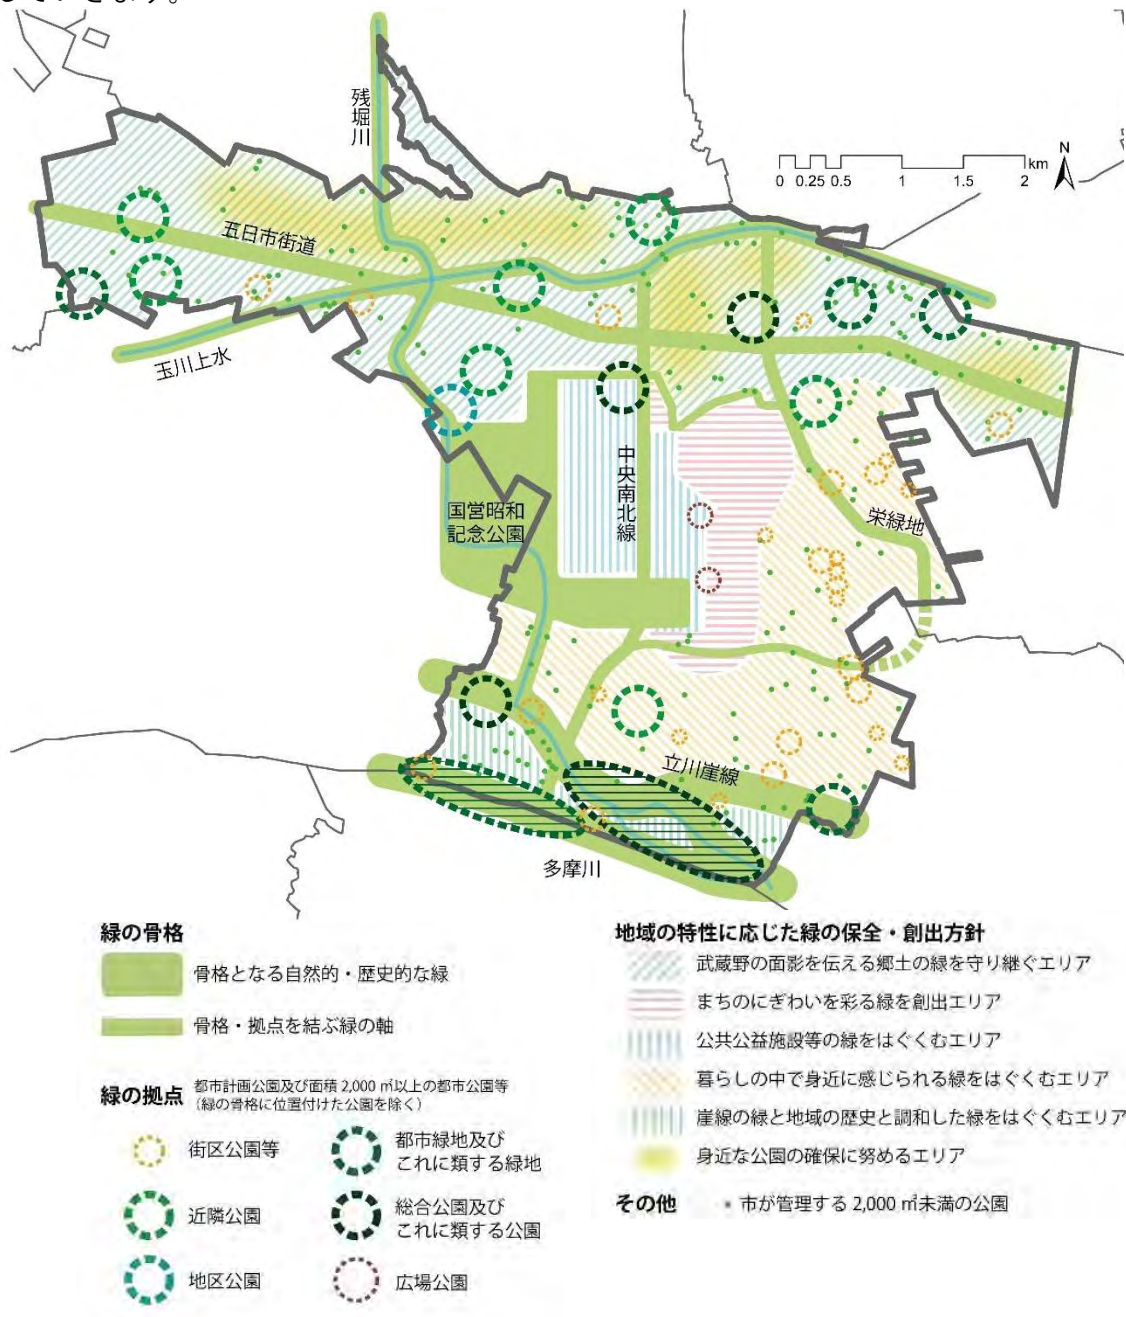 していきます。
残堀川
N
km
0 0.25 0.5 1 1.5 2
五日市街道
玉川上水
中央南北線
国営昭和
記念公園
栄緑地
立川崖線
多摩川
緑の骨格
骨格となる自然的・歴史的な緑
骨格・拠点を結ぶ緑の軸
緑の拠点 都市計画公園及び面積 2,000 ㎡以上の都市公園等
(緑の骨格に位置付けた公園を除く)
街区公園等
近隣公園
地区公園
都市緑地及び
これに類する緑地
総合公園及び
これに類する公園
広場公園
地域の特性に応じた緑の保全・創出方針
武蔵野の面影を伝える郷土の緑を守り継ぐエリア
まちのにぎわいを彩る緑を創出エリア
公共公益施設等の緑をはぐくむエリア
暮らしの中で身近に感じられる緑をはぐくむエリア
崖線の緑と地域の歴史と調和した緑をはぐくむエリア
身近な公園の確保に努めるエリア
その他 ・市が管理する 2,000 ㎡未満の公園